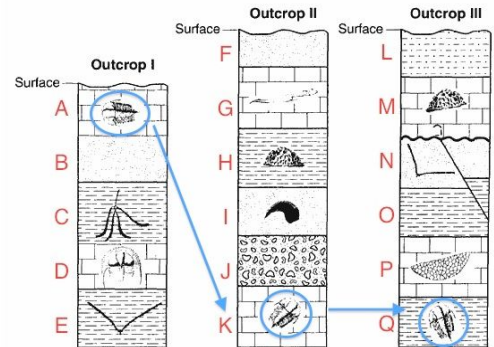 Outcrop I
Surface
A
B
C
D
E
Outcrop II
Surface
F
G
H
I
J
K
Outcrop III
Surface
L
M
N
O
P
Q